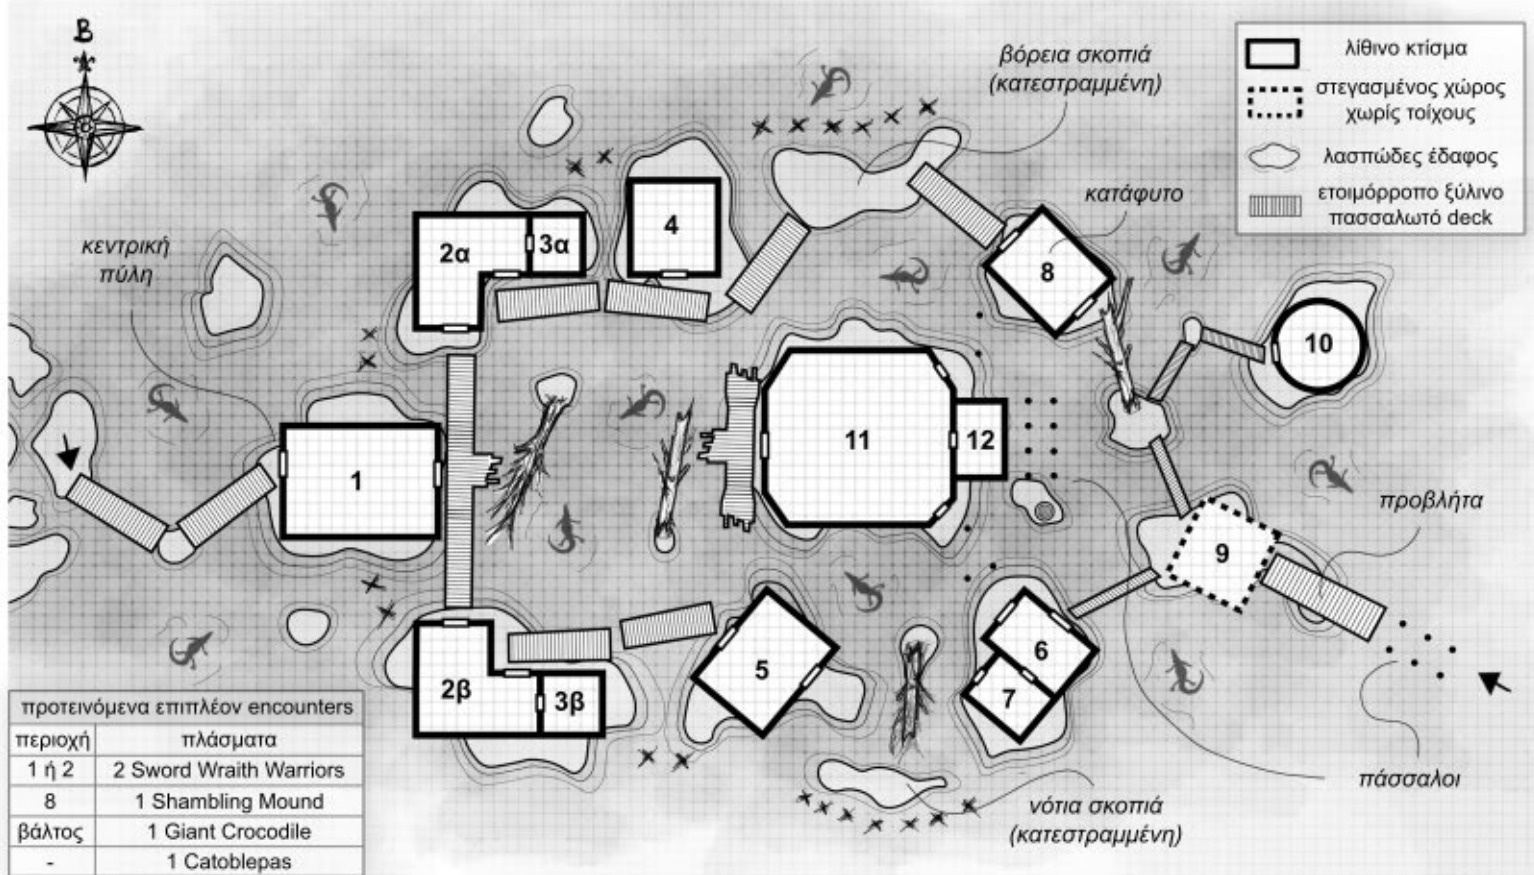 Β
βόρεια σκοπιά
(κατεστραμμένη)
λίθινο κτίσμα
στεγασμένος χώρος
χωρίς τοίχους
λασπώδες έδαφος
ετοιμόρροπο ξύλινο
πασσαλωτό deck
κατάφυτο
κεντρική
πύλη
2α
3α
4
8
10
11
12
1
9
προβλήτα
2β
3β
5
6
7
πάσσαλοι
νότια σκοπιά
(κατεστραμμένη)
προτεινόμενα επιπλέον encounters
περιοχή πλάσματα
1 ή 2 2 Sword Wraith Warriors
8 1 Shambling Mound
βάλτος 1 Giant Crocodile
- 1 Catoblepas